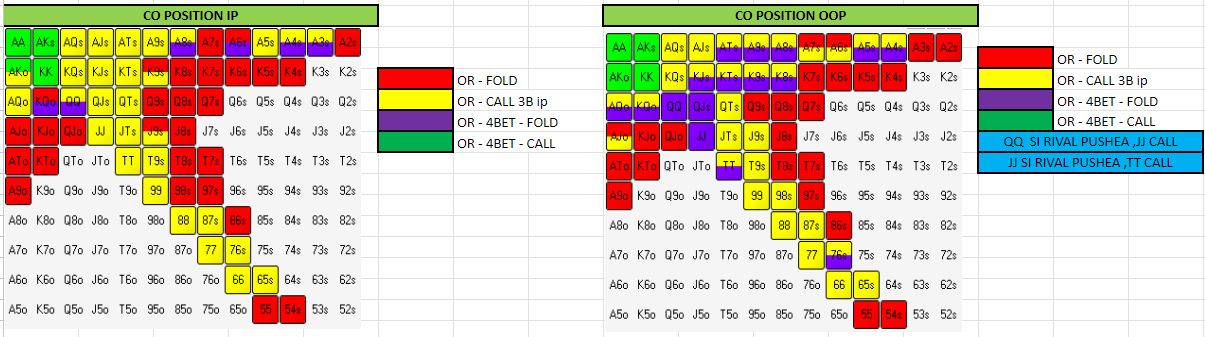 CO POSITION IP
AA AKs AQs AJs ATs A9s A8s A7s A6s A5s A4s A3s A2s
AKo KK KQs KJs KTs K9s K8s K7s K6s K5s K4s K3s K2s
AQo KQo QQ QJs QTs Q9s Q8s Q7s Q6s Q5s Q4s Q3s Q2s
AJo KJo QJo JJ JTs J9s J8s J7s J6s J5s J4s J3s J2s
ATo KTo QTo JTo TT T9s T8s T7s T6s T5s T4s T3s T2s
A9o K9o Q9o J9o T9o 99 98s 97s 96s 95s 94s 93s 92s
A8o K8o Q8o J8o T8o 98o 88 87s 86s 85s 84s 83s 82s
A7o K7o Q7o J7o T7o 97o 87o 77 76s 75s 74s 73s 72s
A6o K6o Q6o J6o T6o 96o 86o 76o 66 65s 64s 63s 62s
A5o K5o Q5o J5o T5o 95o 85o 75o 65o 55 54s 53s 52s
OR - FOLD
OR - CALL 3B ip
OR - 4BET - FOLD
OR - 4BET - CALL
CO POSITION OOP
AA AKs AQs AJs ATs A9s A8s A7s A6s A5s A4s A3s A2s
AKo KK KQs KJs KTs K9s K8s K7s K6s K5s K4s K3s K2s
AQo KQo QQ QJs QTs Q9s Q8s Q7s Q6s Q5s Q4s Q3s Q2s
AJo KJo QJo JJ JTs J9s J8s J7s J6s J5s J4s J3s J2s
ATo KTo QTo JTo TT T9s T8s T7s T6s T5s T4s T3s T2s
A9o K9o Q9o J9o T9o 99 98s 97s 96s 95s 94s 93s 92s
A8o K8o Q8o J8o T8o 98o 88 87s 86s 85s 84s 83s 82s
A7o K7o Q7o J7o T7o 97o 87o 77 76s 75s 74s 73s 72s
A6o K6o Q6o J6o T6o 96o 86o 76o 66 65s 64s 63s 62s
A5o K5o Q5o J5o T5o 95o 85o 75o 65o 55 54s 53s 52s
OR - FOLD
OR - CALL 3B ip
OR - 4BET - FOLD
OR - 4BET - CALL
QQ SI RIVAL PUSHEA ,JJ CALL
JJ SI RIVAL PUSHEA ,TT CALL